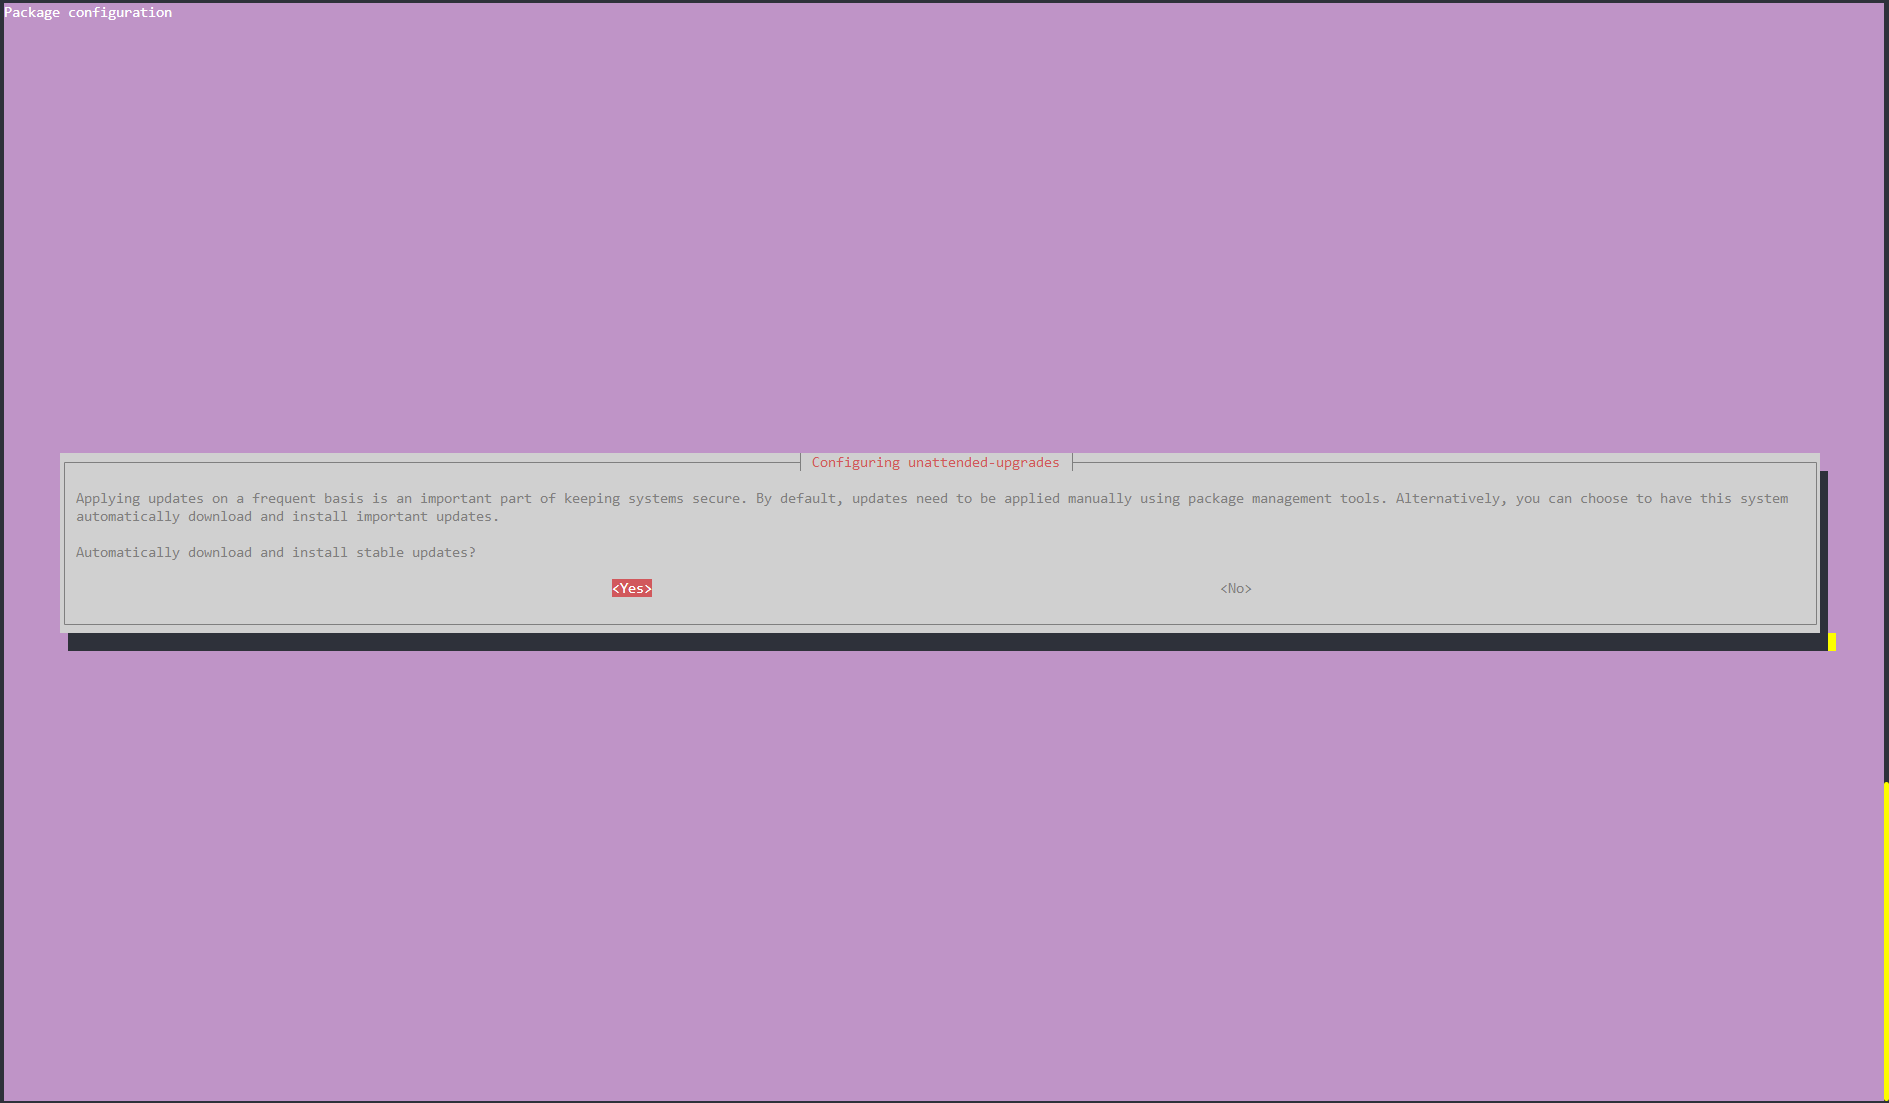 Package configuration
Configuring unattended-upgrades
Applying updates on a frequent basis is an important part of keeping systems secure. By default, updates need to be applied manually using package management tools. Alternatively, you can choose to have this system
automatically download and install important updates.
Automatically download and install stable updates?
<Yes> <No>